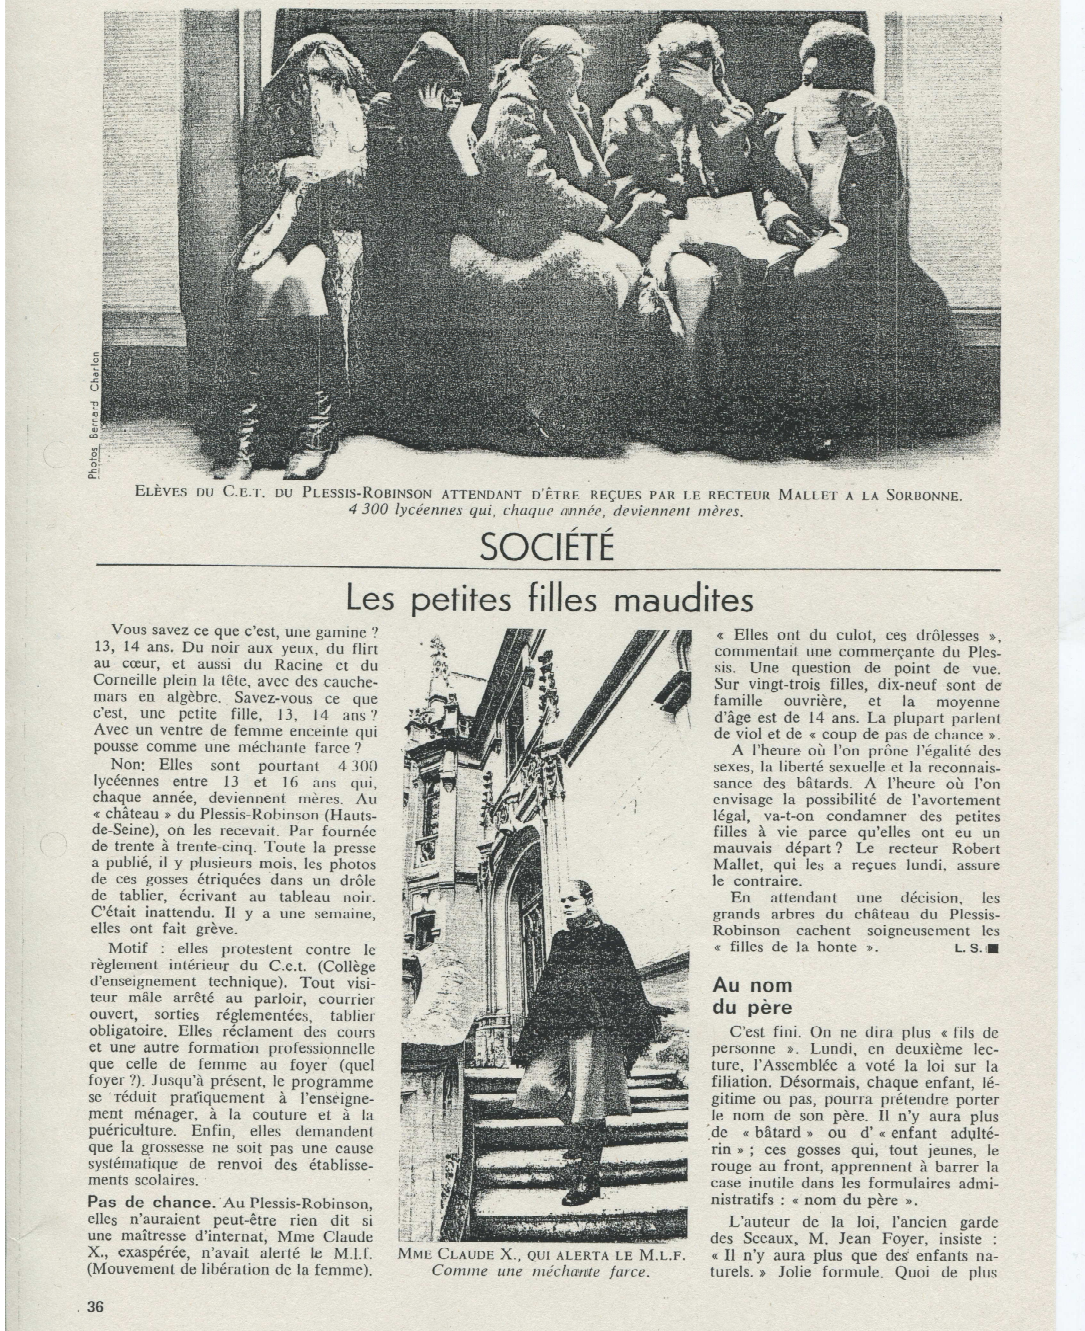 Photos Bernard Charlon
ELÈVES DU C.E.T. DU PLESSIS-ROBINSON ATTENDANT D'ÊTRE REÇUES PAR LE RECTEUR MALLET A LA SORBONNE.
4 300 lycéennes qui, chaque année, deviennent mères.
SOCIÉTÉ
Les petites filles maudites
Vous savez ce que c'est, une gamine ?
13, 14 ans. Du noir aux yeux, du flirt
au cœur, et aussi du Racine et du
Corneille plein la tête, avec des cauche-
mars en algèbre. Savez-vous ce que
c'est, une petite fille, 13, 14 ans ?
Avec un ventre de femme enceinte qui
pousse comme une méchante farce ?
Non: Elles sont pourtant 4 300
lycéennes entre 13 et 16 ans qui,
chaque année, deviennent mères. Au
« château » du Plessis-Robinson (Hauts-
de-Seine), on les recevait. Par fournée
de trente à trente-cinq. Toute la presse
a publié, il y plusieurs mois, les photos
de ces gosses étriquées dans un drôle
de tablier, écrivant au tableau noir.
C'était inattendu. Il y a une semaine,
elles ont fait grève.
Motif : elles protestent contre le
règlement intérieur du C.e.t. (Collège
d'enseignement technique). Tout visi-
teur mâle arrêté au parloir, courrier
ouvert, sorties réglementées, tablier
obligatoire. Elles réclament des cours
et une autre formation professionnelle
que celle de femme au foyer (quel
foyer ?). Jusqu'à présent, le programme
se réduit pratiquement à l'enseigne-
ment ménager, à la couture et à la
puériculture. Enfin, elles demandent
que la grossesse ne soit pas une cause
systématique de renvoi des établisse-
ments scolaires.
Pas de chance. Au Plessis-Robinson,
elles n'auraient peut-être rien dit si
une maîtresse d'internat, Mme Claude
X., exaspérée, n'avait alerté le M.l.f.
(Mouvement de libération de la femme).
MME CLAUDE X., QUI ALERTA LE M.L.F.
Comme une méchante farce.
« Elles ont du culot, ces drôlesses »,
commentait une commerçante du Ples-
sis. Une question de point de vue.
Sur vingt-trois filles, dix-neuf sont de
famille ouvrière, et la moyenne
d'âge est de 14 ans. La plupart parlent
de viol et de « coup de pas de chance ».
A l'heure où l'on prône l'égalité des
sexes, la liberté sexuelle et la reconnais-
sance des bâtards. A l'heure où l'on
envisage la possibilité de l'avortement
légal, va-t-on condamner des petites
filles à vie parce qu'elles ont eu un
mauvais départ ? Le recteur Robert
Mallet, qui les a reçues lundi, assure
le contraire.
En attendant une décision, les
grands arbres du château du Plessis-
Robinson cachent soigneusement les
« filles de la honte ». L. S. ■
Au nom
du père
C'est fini. On ne dira plus « fils de
personne ». Lundi, en deuxième lec-
ture, l'Assemblée a voté la loi sur la
filiation. Désormais, chaque enfant, lé-
gitime ou pas, pourra prétendre porter
le nom de son père. Il n'y aura plus
de « bâtard » ou d' « enfant adulté-
rin » ; ces gosses qui, tout jeunes, le
rouge au front, apprennent à barrer la
case inutile dans les formulaires admi-
nistratifs : « nom du père ».
L'auteur de la loi, l'ancien garde
des Sceaux, M. Jean Foyer, insiste :
« Il n'y aura plus que des enfants na-
turels. » Jolie formule. Quoi de plus
36